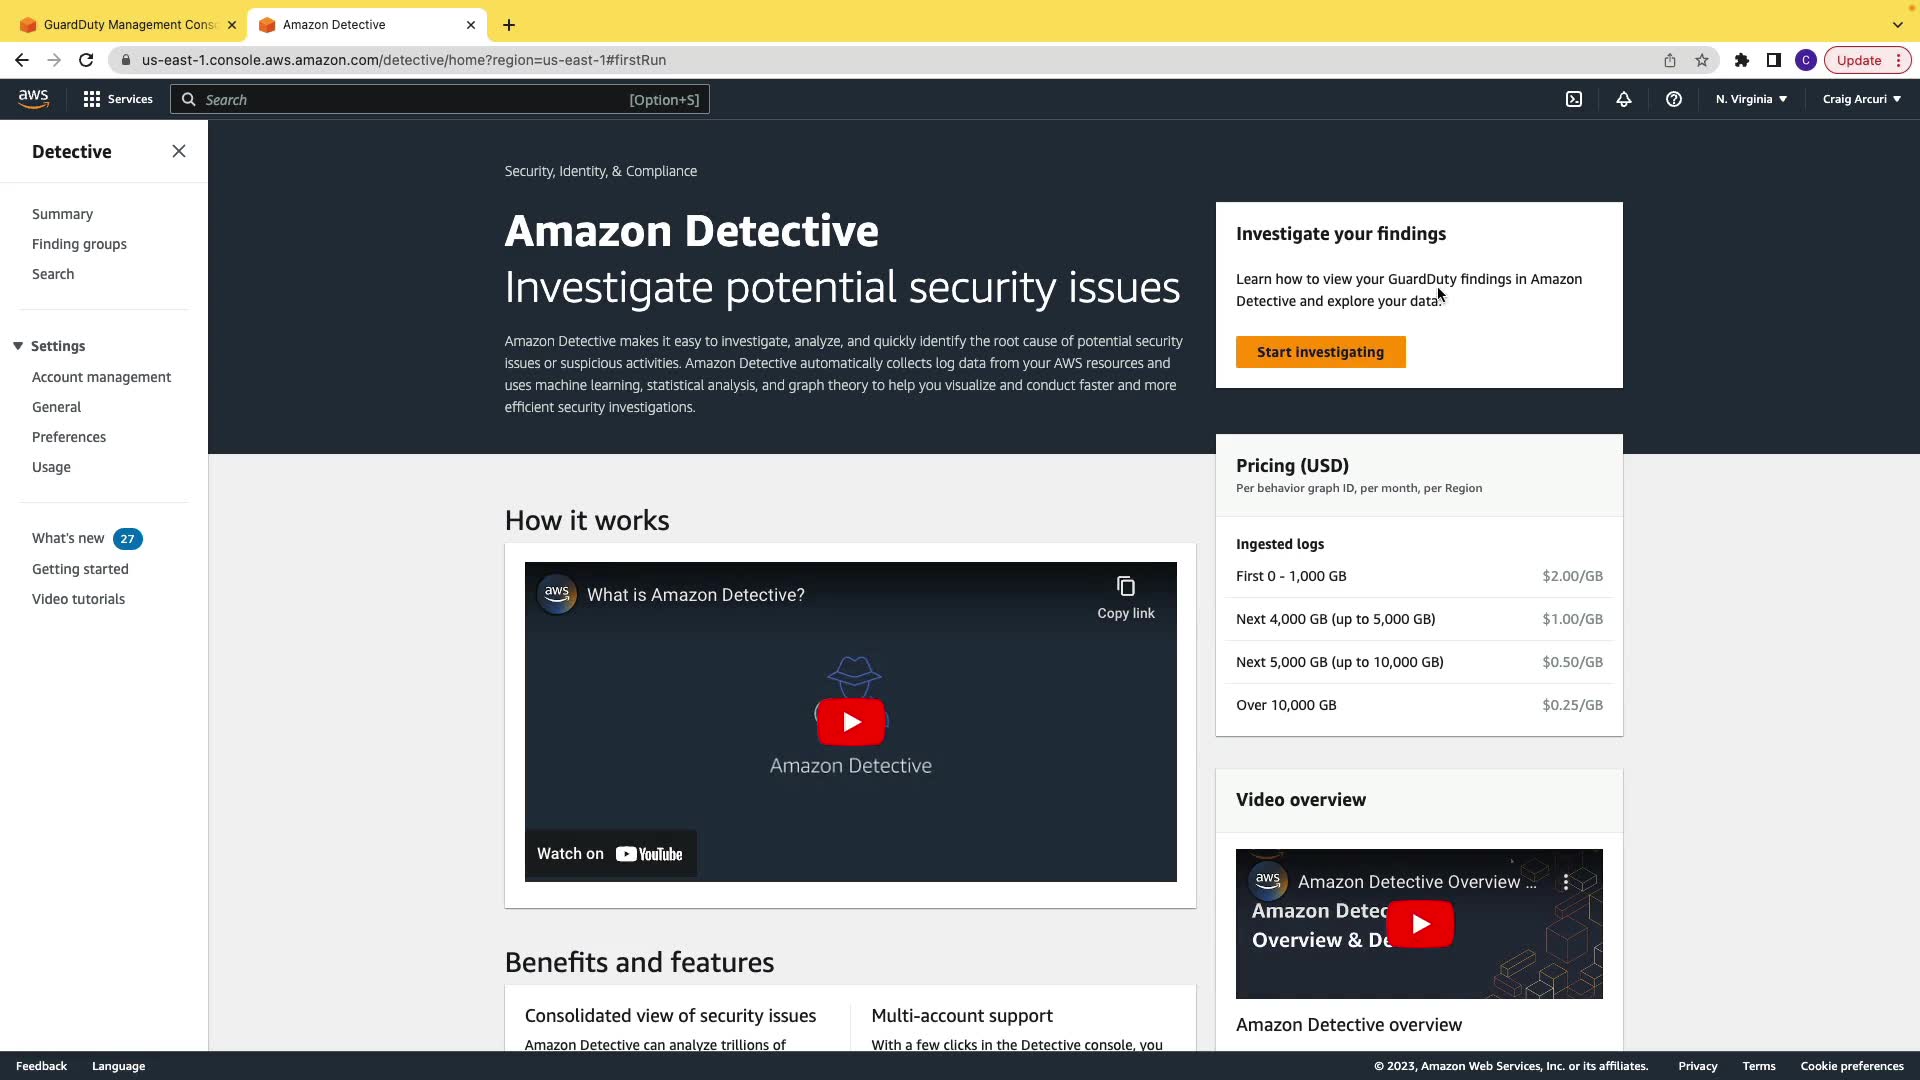 GuardDuty Management Conso
Amazon Detective
us-east-1.console.aws.amazon.com/detective/home?region=us-east-1#firstRun
C
Update
aws
Services
Search
[Option+S]
N. Virginia
Craig Arcuri
Detective
Summary
Finding groups
Search
Settings
Account management
General
Preferences
Usage
What's new 27
Getting started
Video tutorials
Security, Identity, & Compliance
Amazon Detective
Investigate potential security issues
Amazon Detective makes it easy to investigate, analyze, and quickly identify the root cause of potential security
issues or suspicious activities. Amazon Detective automatically collects log data from your AWS resources and
uses machine learning, statistical analysis, and graph theory to help you visualize and conduct faster and more
efficient security investigations.
Investigate your findings
Learn how to view your GuardDuty findings in Amazon
Detective and explore your data.
Start investigating
Pricing (USD)
Per behavior graph ID, per month, per Region
Ingested logs
First 0 - 1,000 GB $2.00/GB
Next 4,000 GB (up to 5,000 GB) $1.00/GB
Next 5,000 GB (up to 10,000 GB) $0.50/GB
Over 10,000 GB $0.25/GB
How it works
aws
What is Amazon Detective?
Copy link
Amazon Detective
Watch on YouTube
Video overview
aws
Amazon Detective Overview ...
Amazon Detec
Overview & De
Amazon Detective overview
Benefits and features
Consolidated view of security issues
Amazon Detective can analyze trillions of
Multi-account support
With a few clicks in the Detective console, you
Feedback
Language
© 2023, Amazon Web Services, Inc. or its affiliates.
Privacy
Terms
Cookie preferences